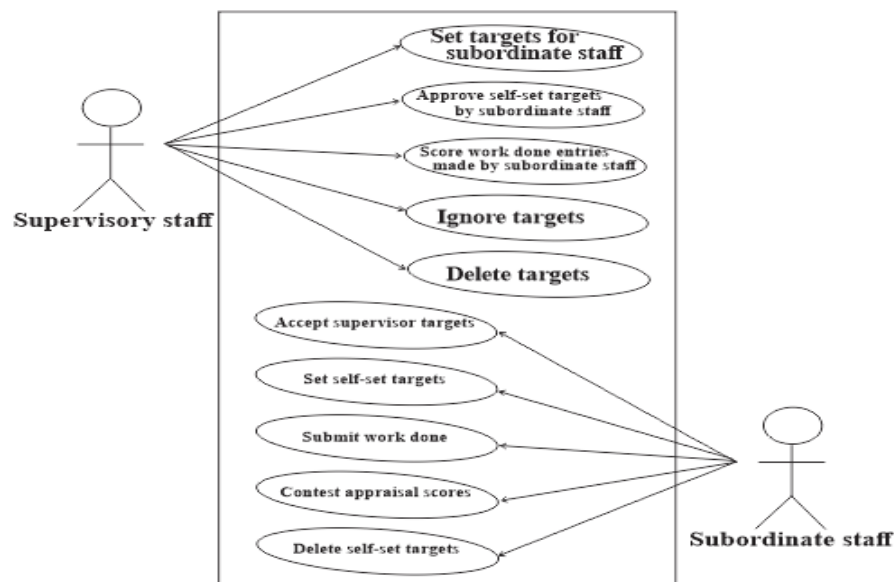 Set targets for
subordinate staff
Approve self-set targets
by subordinate staff
Score work done entries
made by subordinate staff
Supervisory staff
Ignore targets
Delete targets
Accept supervisor targets
Set self-set targets
Submit work done
Contest appraisal scores
Subordinate staff
Delete self-set targets